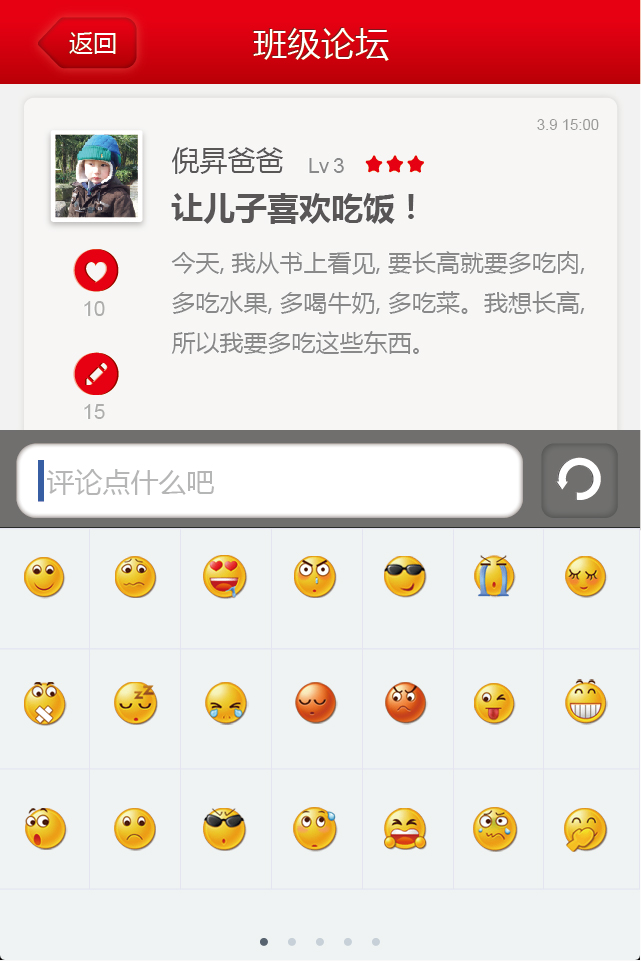 返回
班级论坛
3.9 15:00
倪昇爸爸 Lv 3
让儿子喜欢吃饭！
今天, 我从书上看见, 要长高就要多吃肉,
多吃水果, 多喝牛奶, 多吃菜。我想长高,
所以我要多吃这些东西。
10
15
评论点什么吧